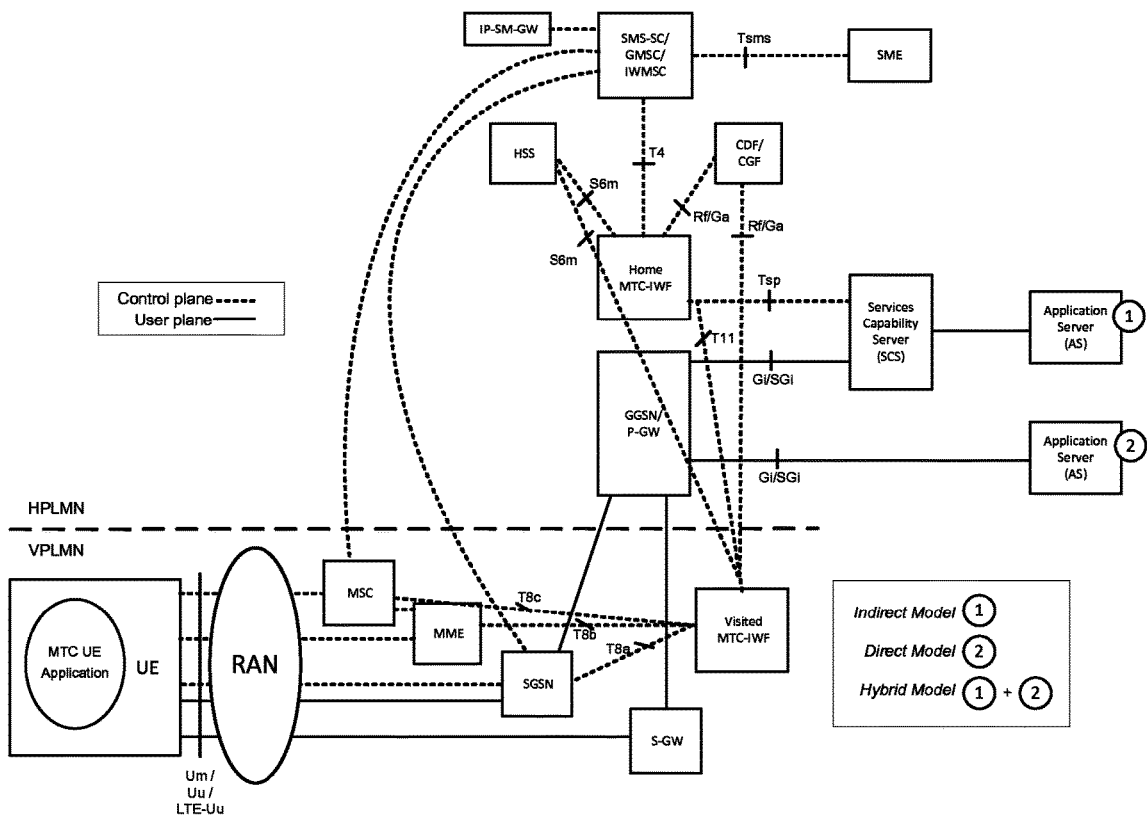 IP-SM-GW
SMS-SC/
GMSC/
IWMSC
Tsms
SME
HSS
T4
CDF/
CGF
S6m
Rf/Ga
Rf/Ga
S6m
Home
MTC-IWF
Tsp
Services
Capability
Server
(SCS)
Application
Server
(AS)
1
Control plane
User plane
T11
Gi/SGi
GGSN/
P-GW
Application
Server
(AS)
2
Gi/SGi
HPLMN
VPLMN
MSC
T8c
MME
T8b
T8a
Visited
MTC-IWF
MTC UE
Application
UE
RAN
SGSN
S-GW
Um /
Uu /
LTE-Uu
Indirect Model 1
Direct Model 2
Hybrid Model 1 + 2